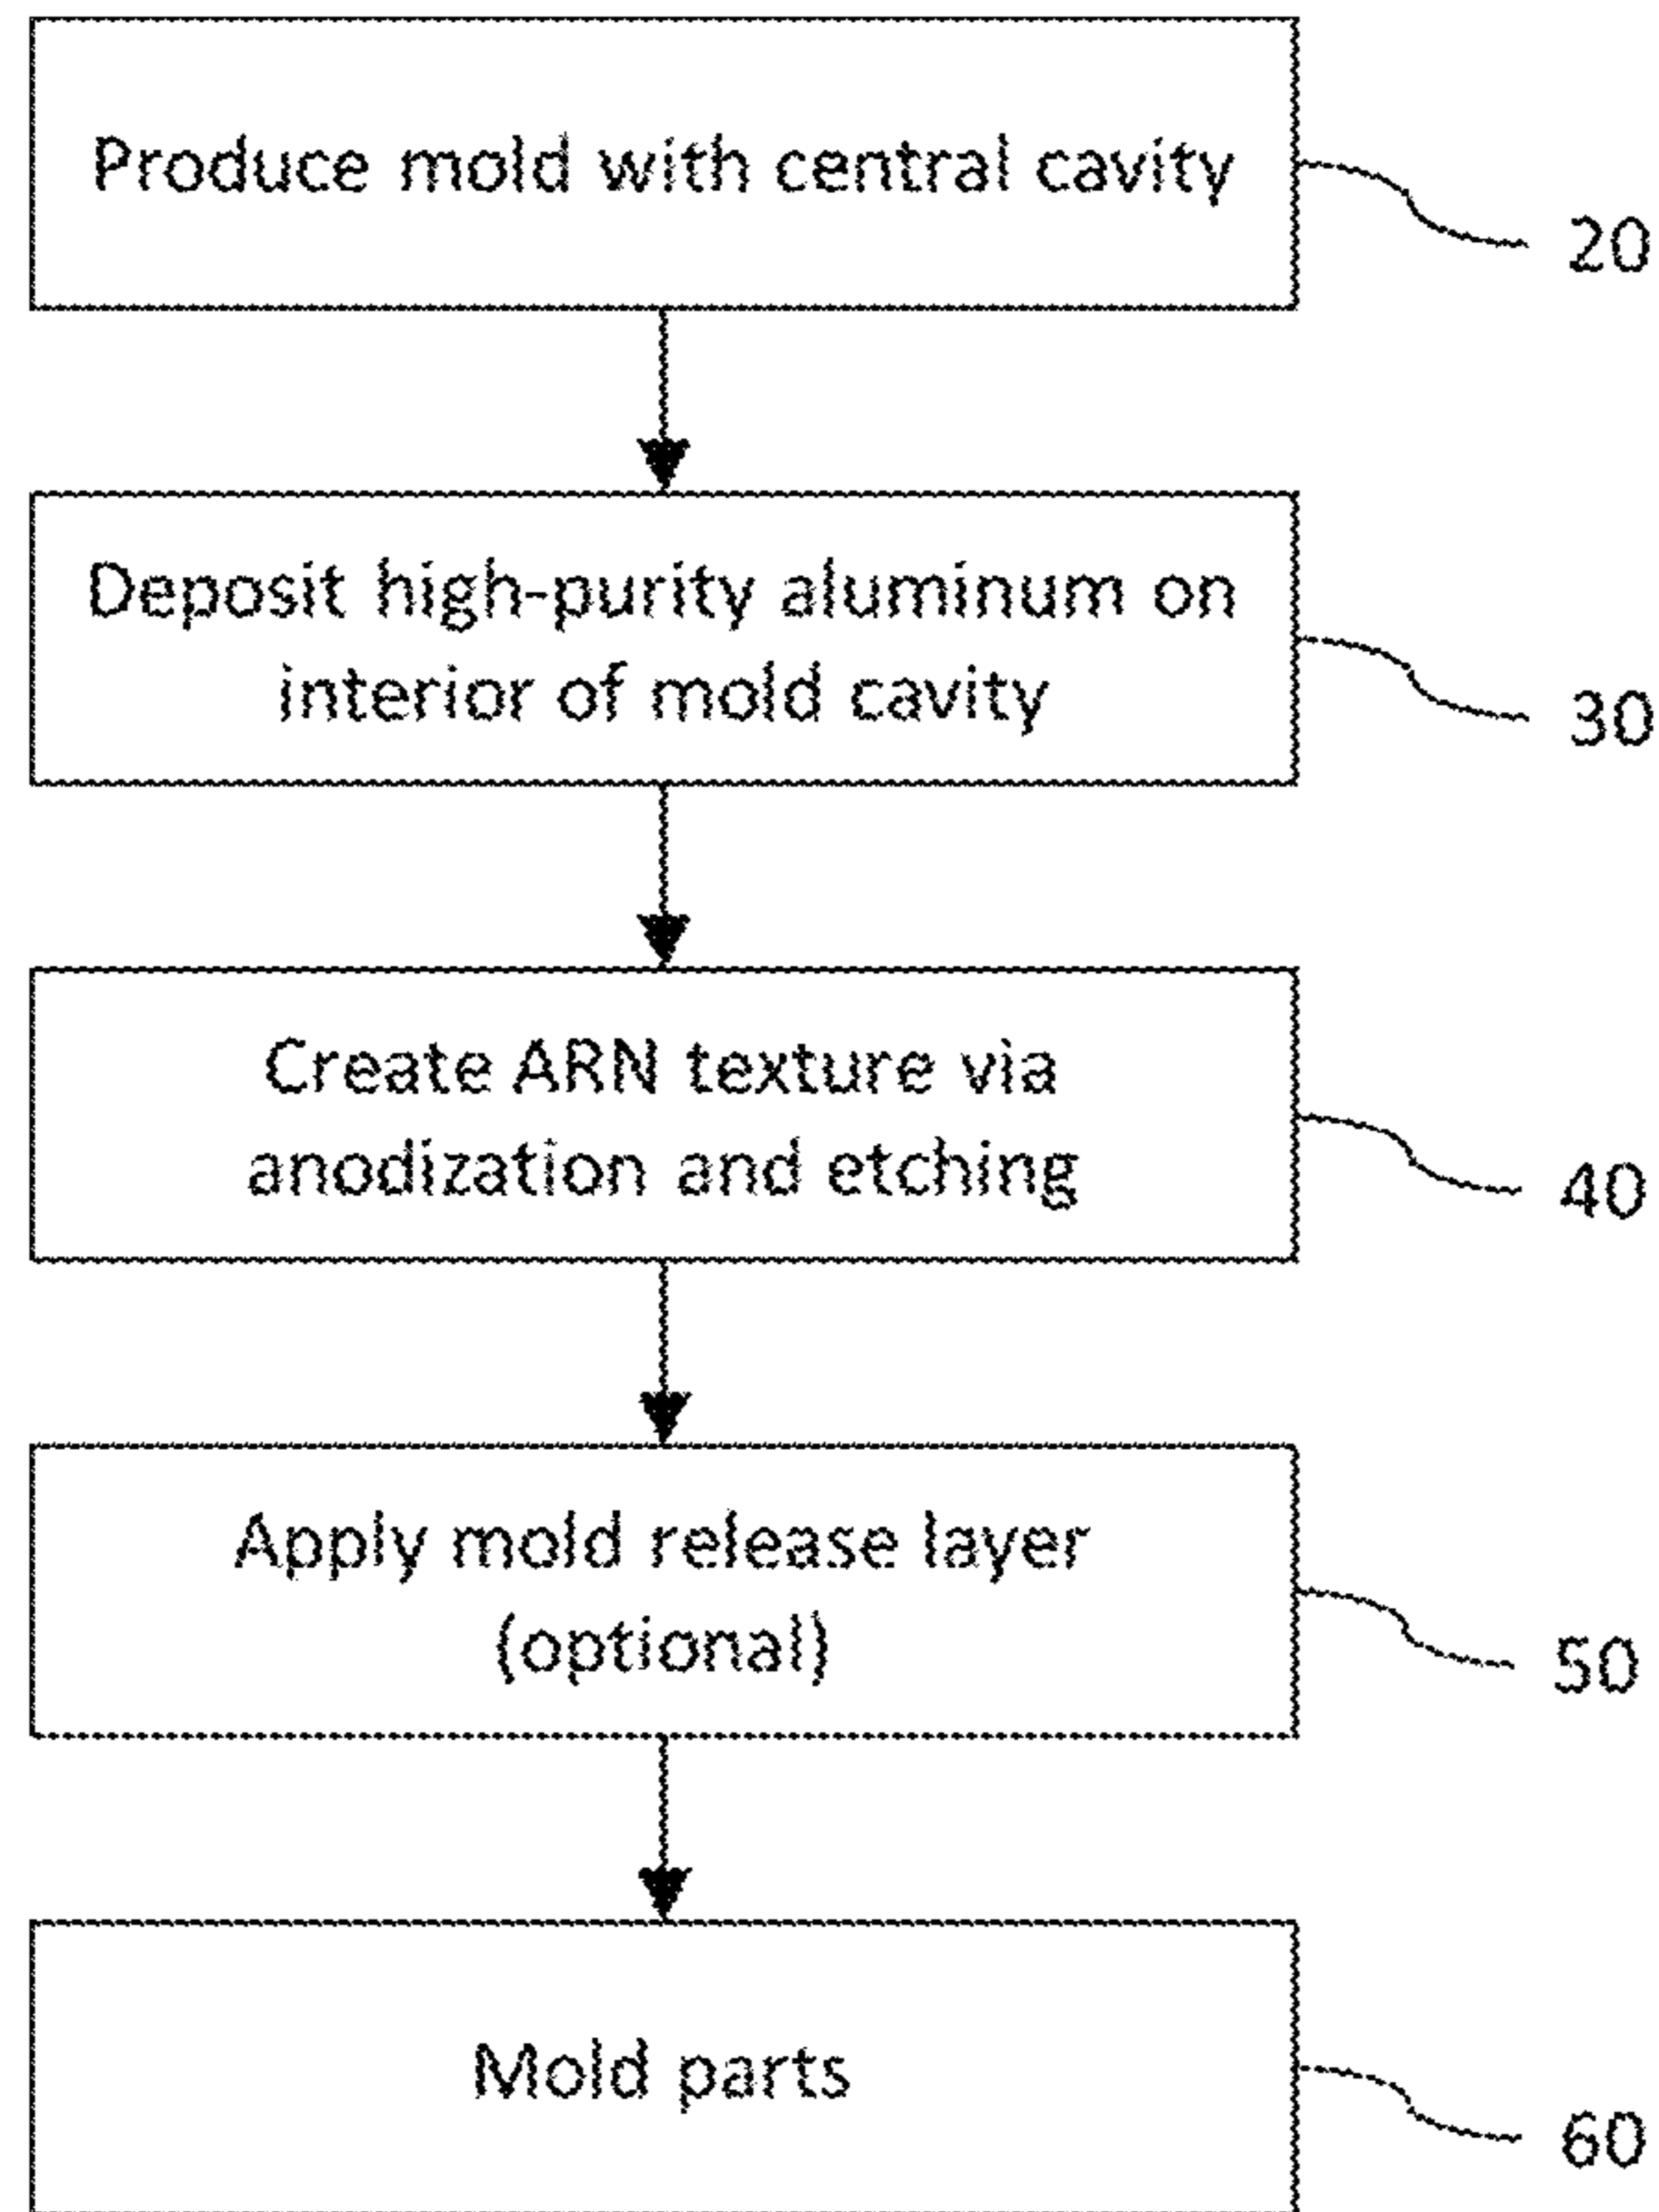 Produce mold with central cavity
20
Deposit high-purity aluminum on
interior of mold cavity
30
Create ARN texture via
anodization and etching
40
Apply mold release layer
(optional)
50
Mold parts
60